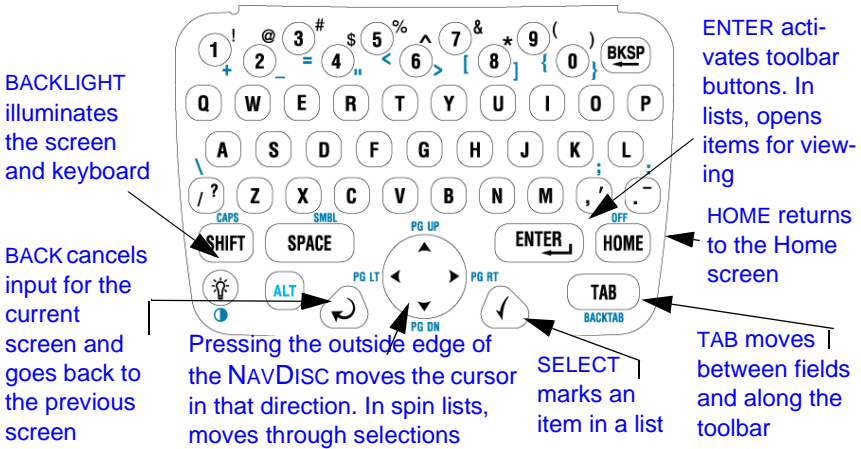 ! @ # $ % ^ & * ( )
1 2 3 4 5 6 7 8 9 0 BKSP
+ _ = " < > [ ] { }
Q W E R T Y U I O P
A S D F G H J K L
\ ; :
/ ? Z X C V B N M , ' . -
CAPS SMBL PG UP OFF
SHIFT SPACE ENTER HOME
PG LT PG RT
ALT TAB
PG DN BACKTAB
BACKLIGHT
illuminates
the screen
and keyboard
BACK cancels
input for the
current
screen and
goes back to
the previous
screen
Pressing the outside edge of
the NAVDISC moves the cursor
in that direction. In spin lists,
moves through selections
SELECT
marks an
item in a list
ENTER acti-
vates toolbar
buttons. In
lists, opens
items for view-
ing
HOME returns
to the Home
screen
TAB moves
between fields
and along the
toolbar